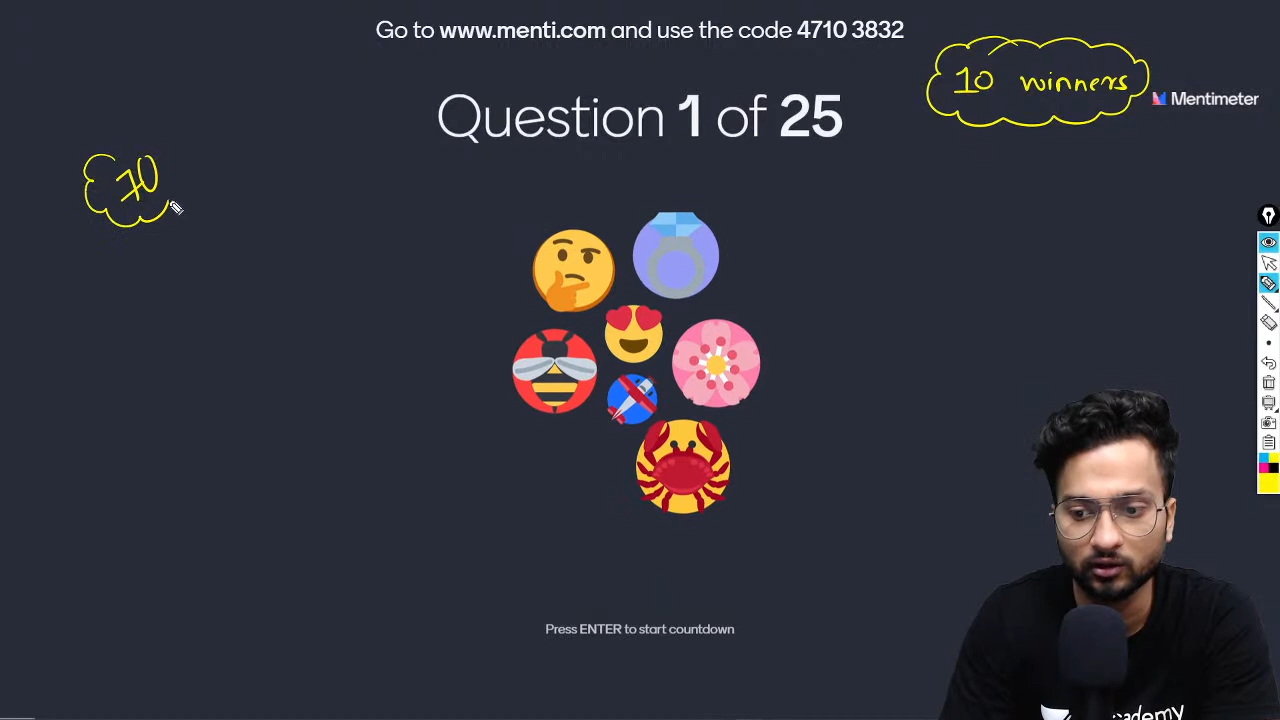 Go to www.menti.com and use the code 4710 3832
10 winners
Mentimeter
Question 1 of 25
70
Press ENTER to start countdown
academy